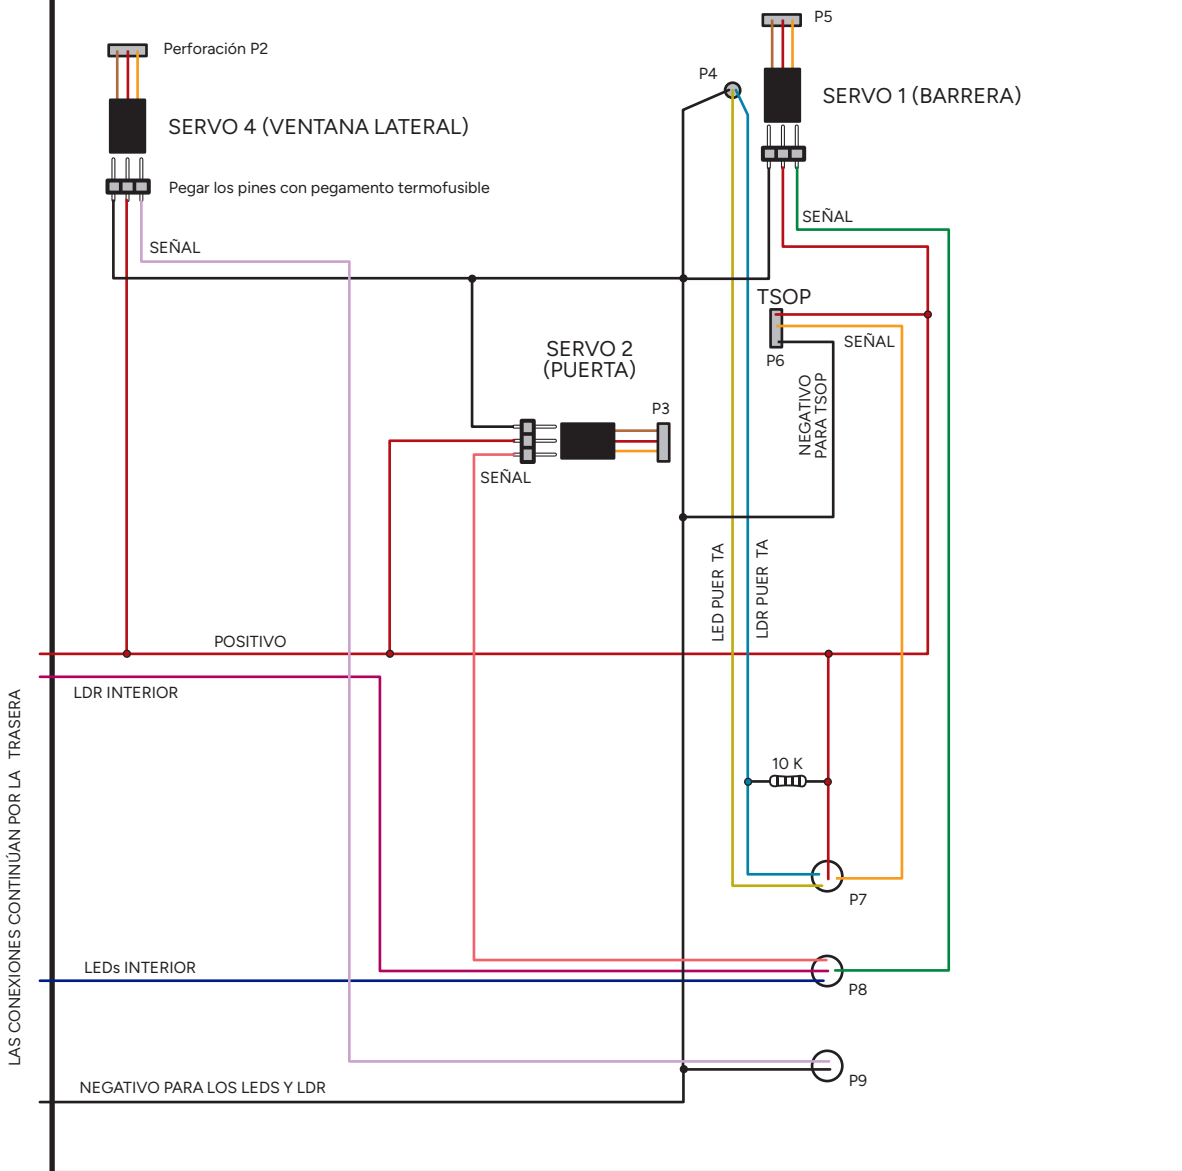 P5
Perforación P2
P4
SERVO 1 (BARRERA)
SERVO 4 (VENTANA LATERAL)
Pegar los pines con pegamento termofusible
SEÑAL
SEÑAL
TSOP
SEÑAL
P6
SERVO 2
(PUERTA)
NEGATIVO
PARA TSOP
P3
SEÑAL
LED PUER TA
LDR PUER TA
POSITIVO
LDR INTERIOR
LAS CONEXIONES CONTINÚAN POR LA TRASERA
10 K
P7
LEDs INTERIOR
P8
P9
NEGATIVO PARA LOS LEDS Y LDR